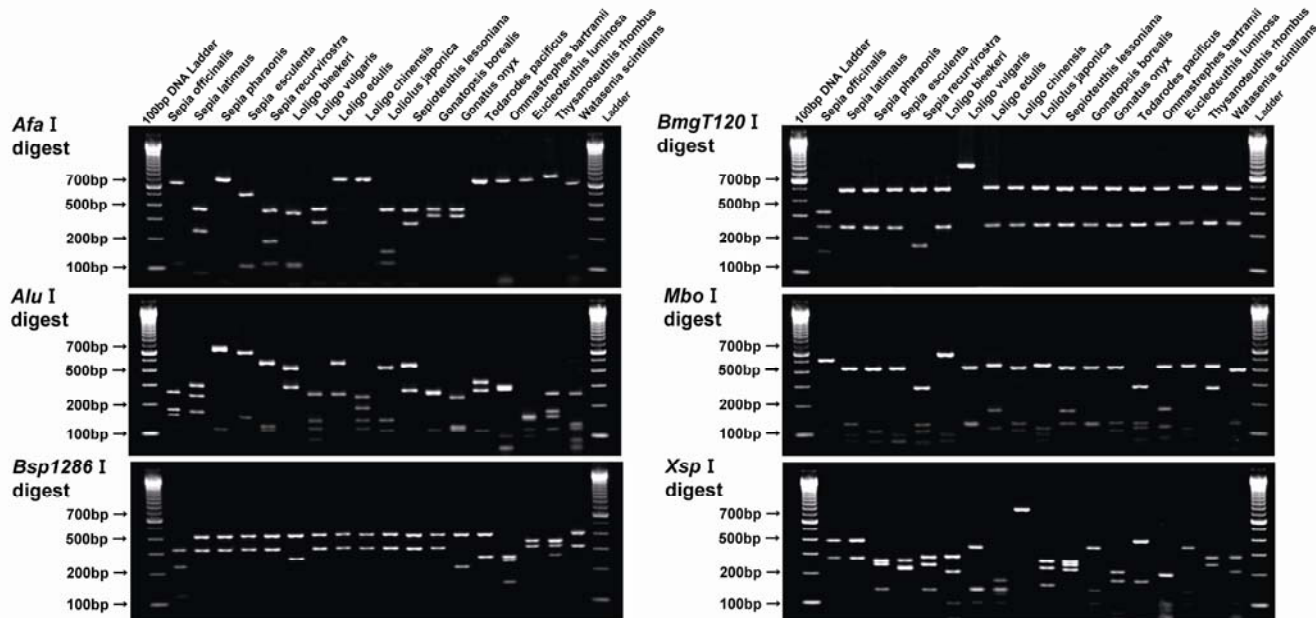 100bp DNA Ladder
Sepia officinalis
Sepia latimaus
Sepia pharaonis
Sepia esculenta
Sepia recurvirostra
Loligo bieekeri
Loligo vulgaris
Loligo edulis
Loligo chinensis
Loliolus japonica
Sepioteuthis lessoniana
Gonatopsis borealis
Gonatus onyx
Todarodes pacificus
Ommastrephes bartramii
Eucleoteuthis luminosa
Thysanoteuthis rhombus
Watasenia scintillans
Ladder
Afa I
digest
700bp →
500bp →
200bp →
100bp →
Alu I
digest
700bp →
500bp →
200bp →
100bp →
Bsp1286 I
digest
700bp →
500bp →
200bp →
100bp →
100bp DNA Ladder
Sepia officinalis
Sepia latimaus
Sepia pharaonis
Sepia esculenta
Sepia recurvirostra
Loligo bieekeri
Loligo vulgaris
Loligo edulis
Loligo chinensis
Loliolus japonica
Sepioteuthis lessoniana
Gonatopsis borealis
Gonatus onyx
Todarodes pacificus
Ommastrephes bartramii
Eucleoteuthis luminosa
Thysanoteuthis rhombus
Watasenia scintillans
Ladder
BmgT120 I
digest
700bp →
500bp →
200bp →
100bp →
Mbo I
digest
700bp →
500bp →
200bp →
100bp →
Xsp I
digest
700bp →
500bp →
200bp →
100bp →